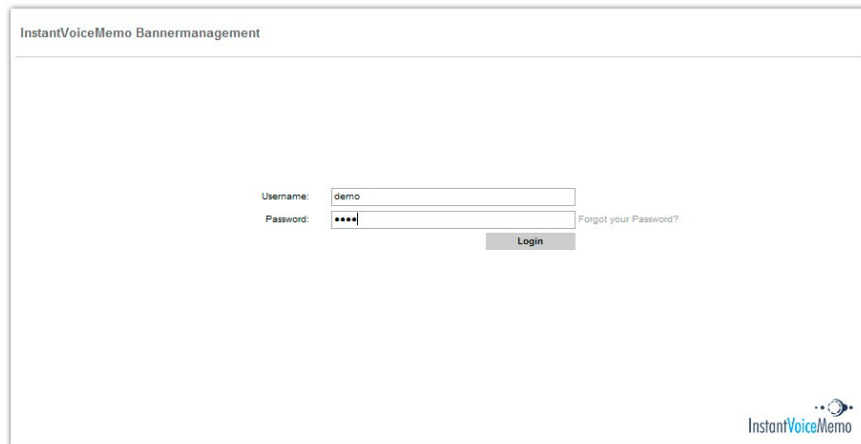 InstantVoiceMemo Bannermanagement
Username: demo
Password: ••••
Forgot your Password?
Login
InstantVoiceMemo